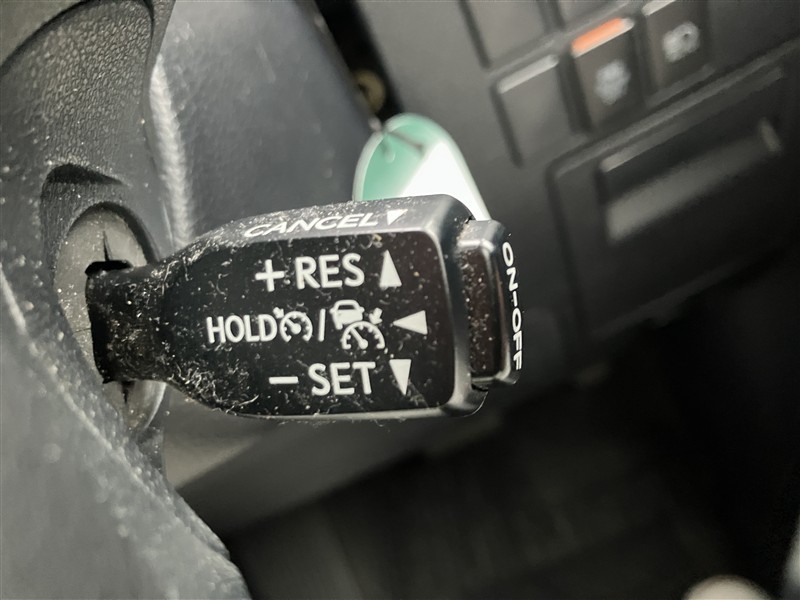 CANCEL
+ RES
HOLD /
− SET
ON-OFF